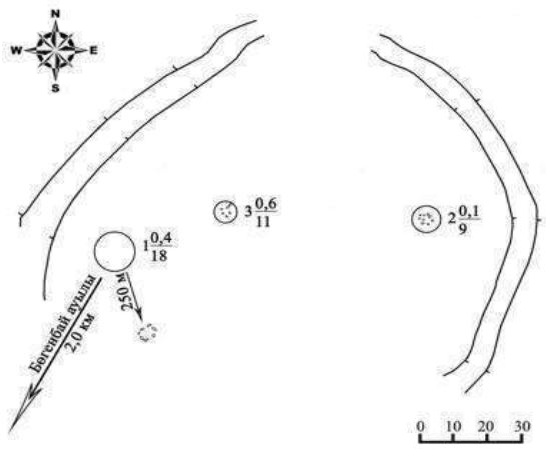 N
W E
S
3 0,6/11
2 0,1/9
1 0,4/18
Бөгенбай ауылы
2,0 км
250 м
0 10 20 30